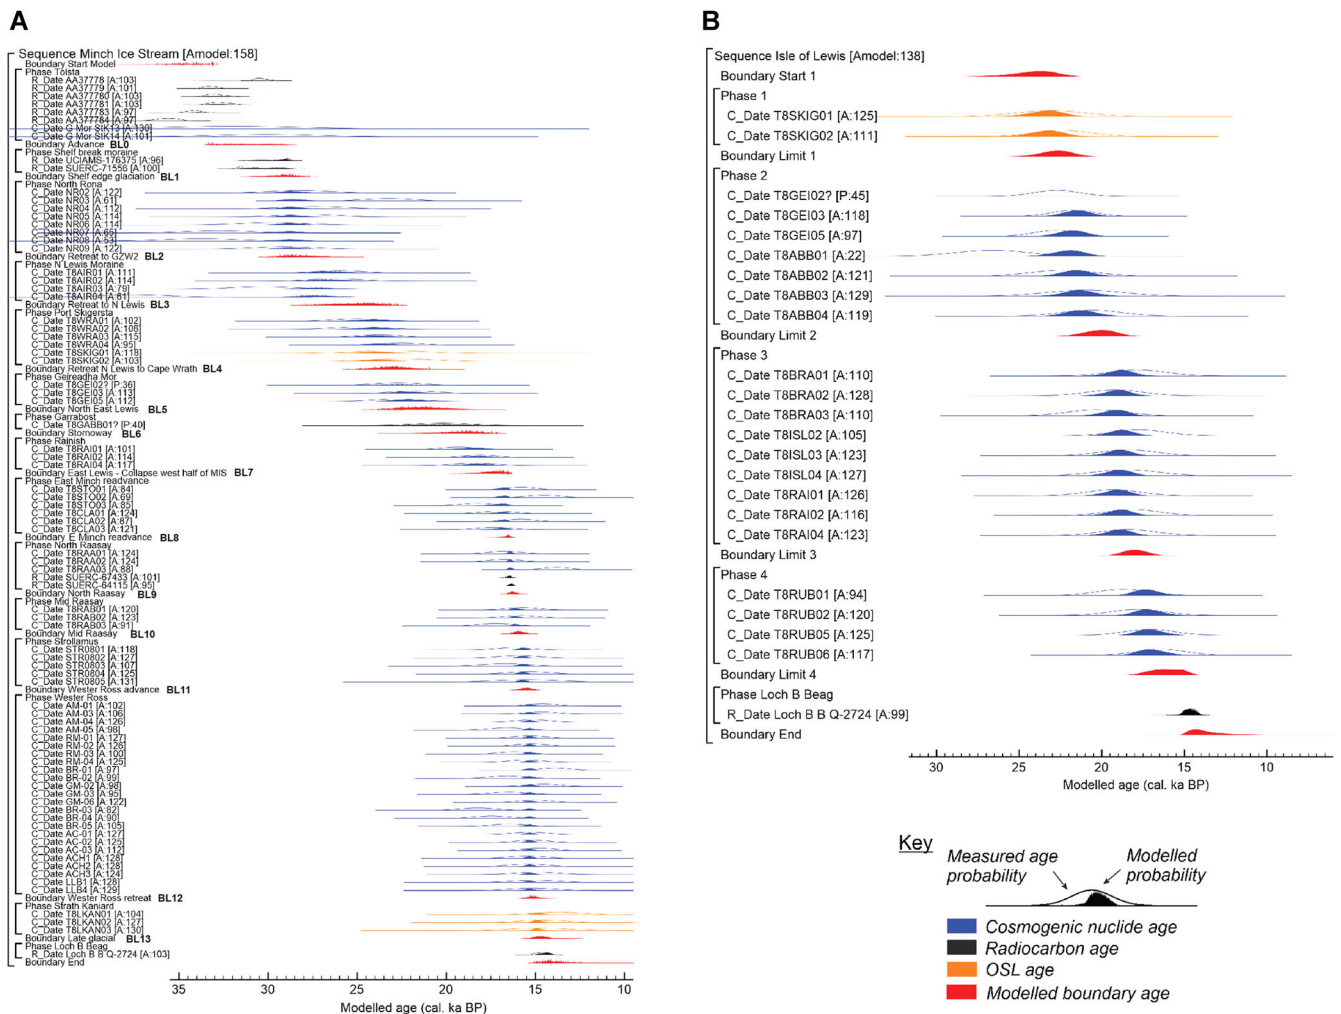 A
Sequence Minch Ice Stream [Amodel:158]
Boundary Start Model
Phase Tolsta
R_Date AA37778 [A:103]
R_Date AA37779 [A:101]
R_Date AA377780 [A:103]
R_Date AA377781 [A:103]
R_Date AA377783 [A:97]
R_Date AA377784 [A:97]
C_Date G Mor StK13 [A:130]
C_Date G Mor StK14 [A:101]
Boundary Advance BL0
Phase Shelf break moraine
R_Date UCIAMS-176375 [A:96]
R_Date SUERC-71556 [A:100]
Boundary Shelf edge glaciation BL1
Phase North Rona
C_Date NR02 [A:122]
C_Date NR03 [A:61]
C_Date NR04 [A:112]
C_Date NR05 [A:114]
C_Date NR06 [A:114]
C_Date NR07 [A:65]
C_Date NR08 [A:53]
C_Date NR09 [A:122]
Boundary Retreat to GZW2 BL2
Phase N Lewis Moraine
C_Date T8AIR01 [A:111]
C_Date T8AIR02 [A:114]
C_Date T8AIR03 [A:79]
C_Date T8AIR04 [A:61]
Boundary Retreat to N Lewis BL3
Phase Port Skigersta
C_Date T8WRA01 [A:102]
C_Date T8WRA02 [A:106]
C_Date T8WRA03 [A:115]
C_Date T8WRA04 [A:95]
C_Date T8SKIG01 [A:118]
C_Date T8SKIG02 [A:103]
Boundary Retreat N Lewis to Cape Wrath BL4
Phase Geireadha Mor
C_Date T8GEI02? [P:36]
C_Date T8GEI03 [A:113]
C_Date T8GEI05 [A:112]
Boundary North East Lewis BL5
Phase Garrabost
C_Date T8GABB01? [P:40]
Boundary Stornoway BL6
Phase Rainish
C_Date T8RAI01 [A:101]
C_Date T8RAI02 [A:114]
C_Date T8RAI04 [A:117]
Boundary East Lewis - Collapse west half of MIS BL7
Phase East Minch readvance
C_Date T8STO01 [A:84]
C_Date T8STO02 [A:69]
C_Date T8STO03 [A:85]
C_Date T8CLA01 [A:124]
C_Date T8CLA02 [A:87]
C_Date T8CLA03 [A:121]
Boundary E Minch readvance BL8
Phase North Raasay
C_Date T8RAA01 [A:124]
C_Date T8RAA02 [A:124]
C_Date T8RAA03 [A:88]
R_Date SUERC-67433 [A:101]
R_Date SUERC-64115 [A:95]
Boundary North Raasay BL9
Phase Mid Raasay
C_Date T8RAB01 [A:120]
C_Date T8RAB02 [A:123]
C_Date T8RAB03 [A:91]
Boundary Mid Raasay BL10
Phase Strollamus
C_Date STR0801 [A:118]
C_Date STR0802 [A:127]
C_Date STR0803 [A:107]
C_Date STR0804 [A:125]
C_Date STR0805 [A:131]
Boundary Wester Ross advance BL11
Phase Wester Ross
C_Date AM-01 [A:102]
C_Date AM-03 [A:106]
C_Date AM-04 [A:126]
C_Date AM-05 [A:98]
C_Date RM-01 [A:127]
C_Date RM-02 [A:126]
C_Date RM-03 [A:100]
C_Date RM-04 [A:125]
C_Date BR-01 [A:97]
C_Date BR-02 [A:99]
C_Date GM-02 [A:98]
C_Date GM-03 [A:95]
C_Date GM-06 [A:122]
C_Date BR-03 [A:82]
C_Date BR-04 [A:90]
C_Date BR-05 [A:105]
C_Date AC-01 [A:127]
C_Date AC-02 [A:125]
C_Date AC-03 [A:112]
C_Date ACH1 [A:128]
C_Date ACH2 [A:128]
C_Date ACH3 [A:124]
C_Date LLB1 [A:128]
C_Date LLB4 [A:129]
Boundary Wester Ross retreat BL12
Phase Strath Kaniard
C_Date T8LKAN01 [A:104]
C_Date T8LKAN02 [A:127]
C_Date T8LKAN03 [A:130]
Boundary Late glacial BL13
Phase Loch B Beag
R_Date Loch B B Q-2724 [A:103]
Boundary End
35 30 25 20 15 10
Modelled age (cal. ka BP)
B
Sequence Isle of Lewis [Amodel:138]
Boundary Start 1
Phase 1
C_Date T8SKIG01 [A:125]
C_Date T8SKIG02 [A:111]
Boundary Limit 1
Phase 2
C_Date T8GEI02? [P:45]
C_Date T8GEI03 [A:118]
C_Date T8GEI05 [A:97]
C_Date T8ABB01 [A:22]
C_Date T8ABB02 [A:121]
C_Date T8ABB03 [A:129]
C_Date T8ABB04 [A:119]
Boundary Limit 2
Phase 3
C_Date T8BRA01 [A:110]
C_Date T8BRA02 [A:128]
C_Date T8BRA03 [A:110]
C_Date T8ISL02 [A:105]
C_Date T8ISL03 [A:123]
C_Date T8ISL04 [A:127]
C_Date T8RAI01 [A:126]
C_Date T8RAI02 [A:116]
C_Date T8RAI04 [A:123]
Boundary Limit 3
Phase 4
C_Date T8RUB01 [A:94]
C_Date T8RUB02 [A:120]
C_Date T8RUB05 [A:125]
C_Date T8RUB06 [A:117]
Boundary Limit 4
Phase Loch B Beag
R_Date Loch B B Q-2724 [A:99]
Boundary End
30 25 20 15 10
Modelled age (cal. ka BP)
Key
Measured age probability
Modelled probability
Cosmogenic nuclide age
Radiocarbon age
OSL age
Modelled boundary age